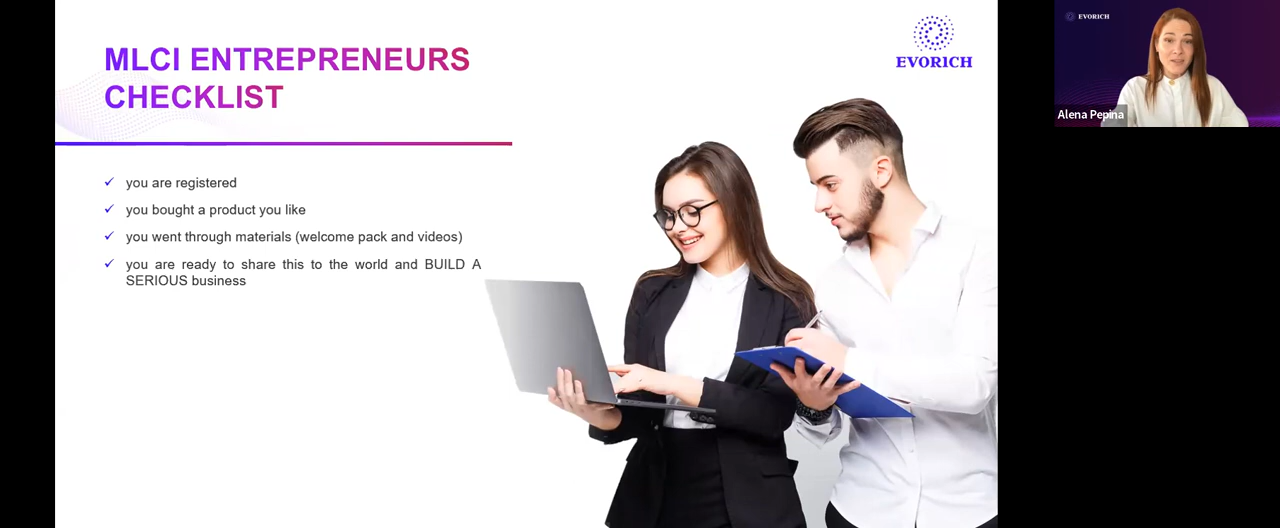 MLCI ENTREPRENEURS
CHECKLIST
EVORICH
you are registered
you bought a product you like
you went through materials (welcome pack and videos)
you are ready to share this to the world and BUILD A
SERIOUS business
EVORICH
Alena Pepina